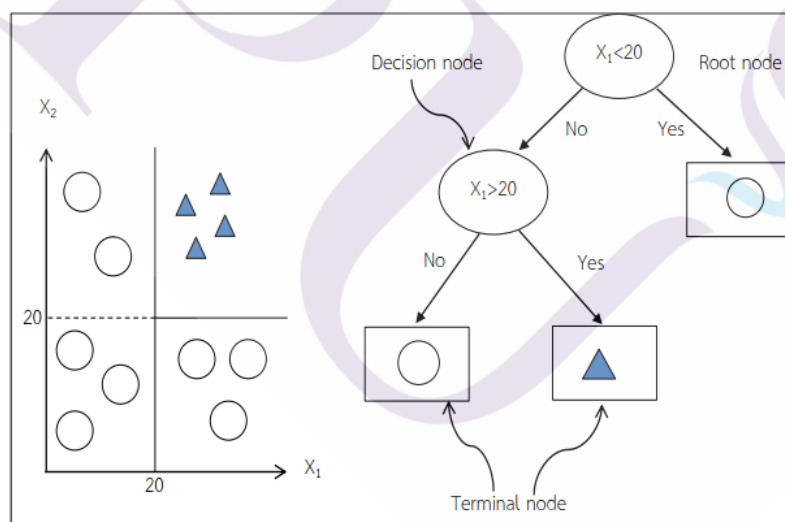 X₁<20
Decision node
Root node
X₂
No
Yes
X₁>20
No
Yes
20
20
X₁
Terminal node